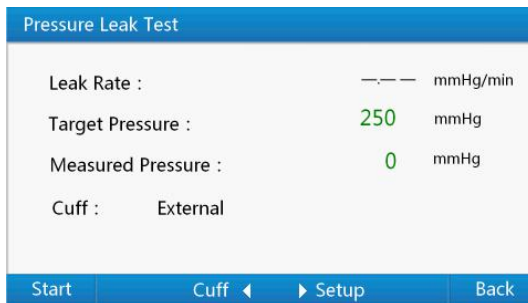 Pressure Leak Test
Leak Rate : —.— — mmHg/min
Target Pressure : 250 mmHg
Measured Pressure : 0 mmHg
Cuff : External
Start Cuff ◀ ▶ Setup Back